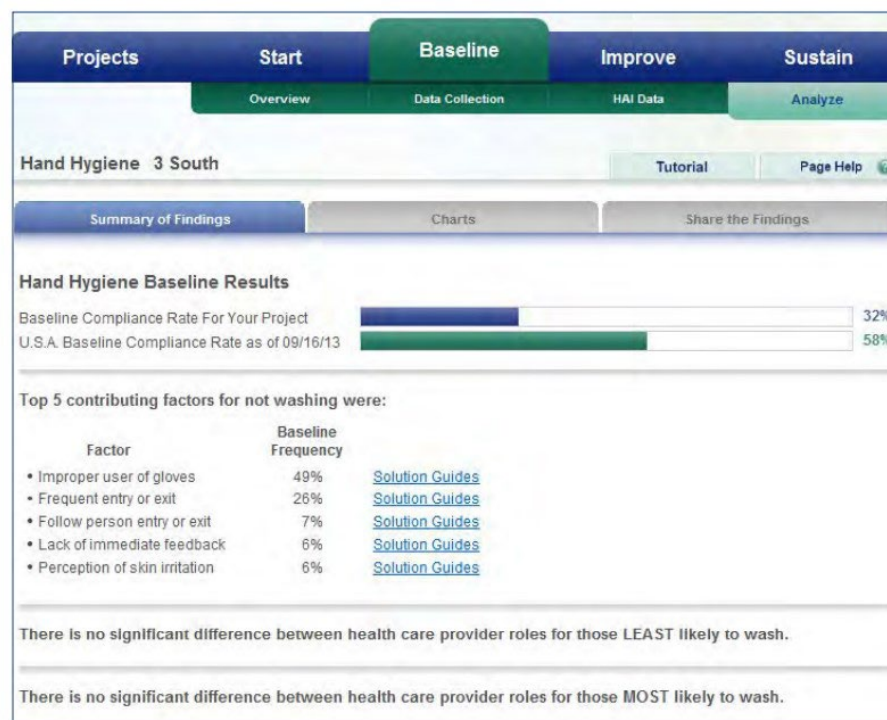 Projects Start Baseline Improve Sustain
Overview Data Collection HAI Data Analyze
Hand Hygiene 3 South Tutorial Page Help
Summary of Findings Charts Share the Findings
Hand Hygiene Baseline Results
Baseline Compliance Rate For Your Project 32%
U.S.A. Baseline Compliance Rate as of 09/16/13 58%
Top 5 contributing factors for not washing were:
Baseline
Factor Frequency
• Improper user of gloves 49% Solution Guides
• Frequent entry or exit 26% Solution Guides
• Follow person entry or exit 7% Solution Guides
• Lack of immediate feedback 6% Solution Guides
• Perception of skin irritation 6% Solution Guides
There is no significant difference between health care provider roles for those LEAST likely to wash.
There is no significant difference between health care provider roles for those MOST likely to wash.